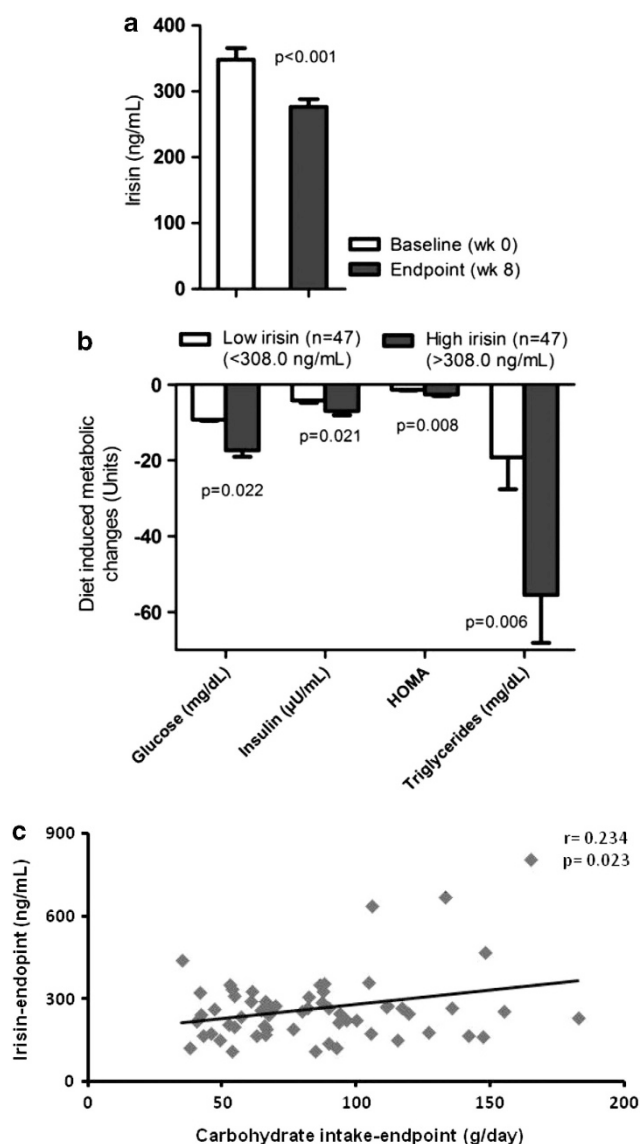 a
400
300
200
100
0
Irisin (ng/mL)
p<0.001
Baseline (wk 0)
Endpoint (wk 8)
b
Low irisin (n=47)
(<308.0 ng/mL)
High irisin (n=47)
(>308.0 ng/mL)
0
-20
-40
-60
Diet induced metabolic
changes (Units)
p=0.022
p=0.021
p=0.008
p=0.006
Glucose (mg/dL)
Insulin (µU/mL)
HOMA
Triglycerides (mg/dL)
c
900
600
300
0
Irisin-endopint (ng/mL)
r= 0.234
p= 0.023
0
50
100
150
200
Carbohydrate intake-endpoint (g/day)